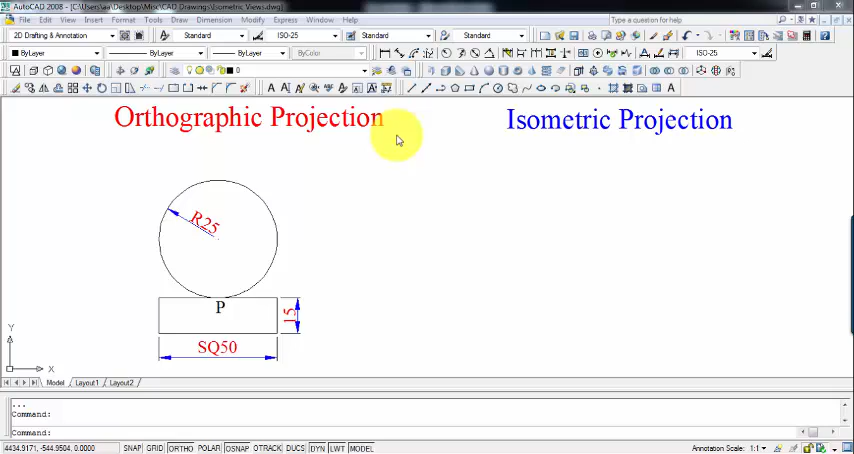 AutoCAD 2008 - [C:\Users\aa\Desktop\Misc\CAD Drawings\Isometric Views.dwg]
File Edit View Insert Format Tools Draw Dimension Modify Express Window Help
Type a question for help
2D Drafting & Annotation
Standard
ISO-25
Standard
Standard
ByLayer
ByLayer
ByLayer
ByColor
ISO-25
0
Orthographic Projection
Isometric Projection
R25
P
15
SQ50
Y
X
Model Layout1 Layout2
...
Command:
Command:
4434.9171, -544.9504, 0.0000 SNAP GRID ORTHO POLAR OSNAP OTRACK DUCS DYN LWT MODEL Annotation Scale: 1:1